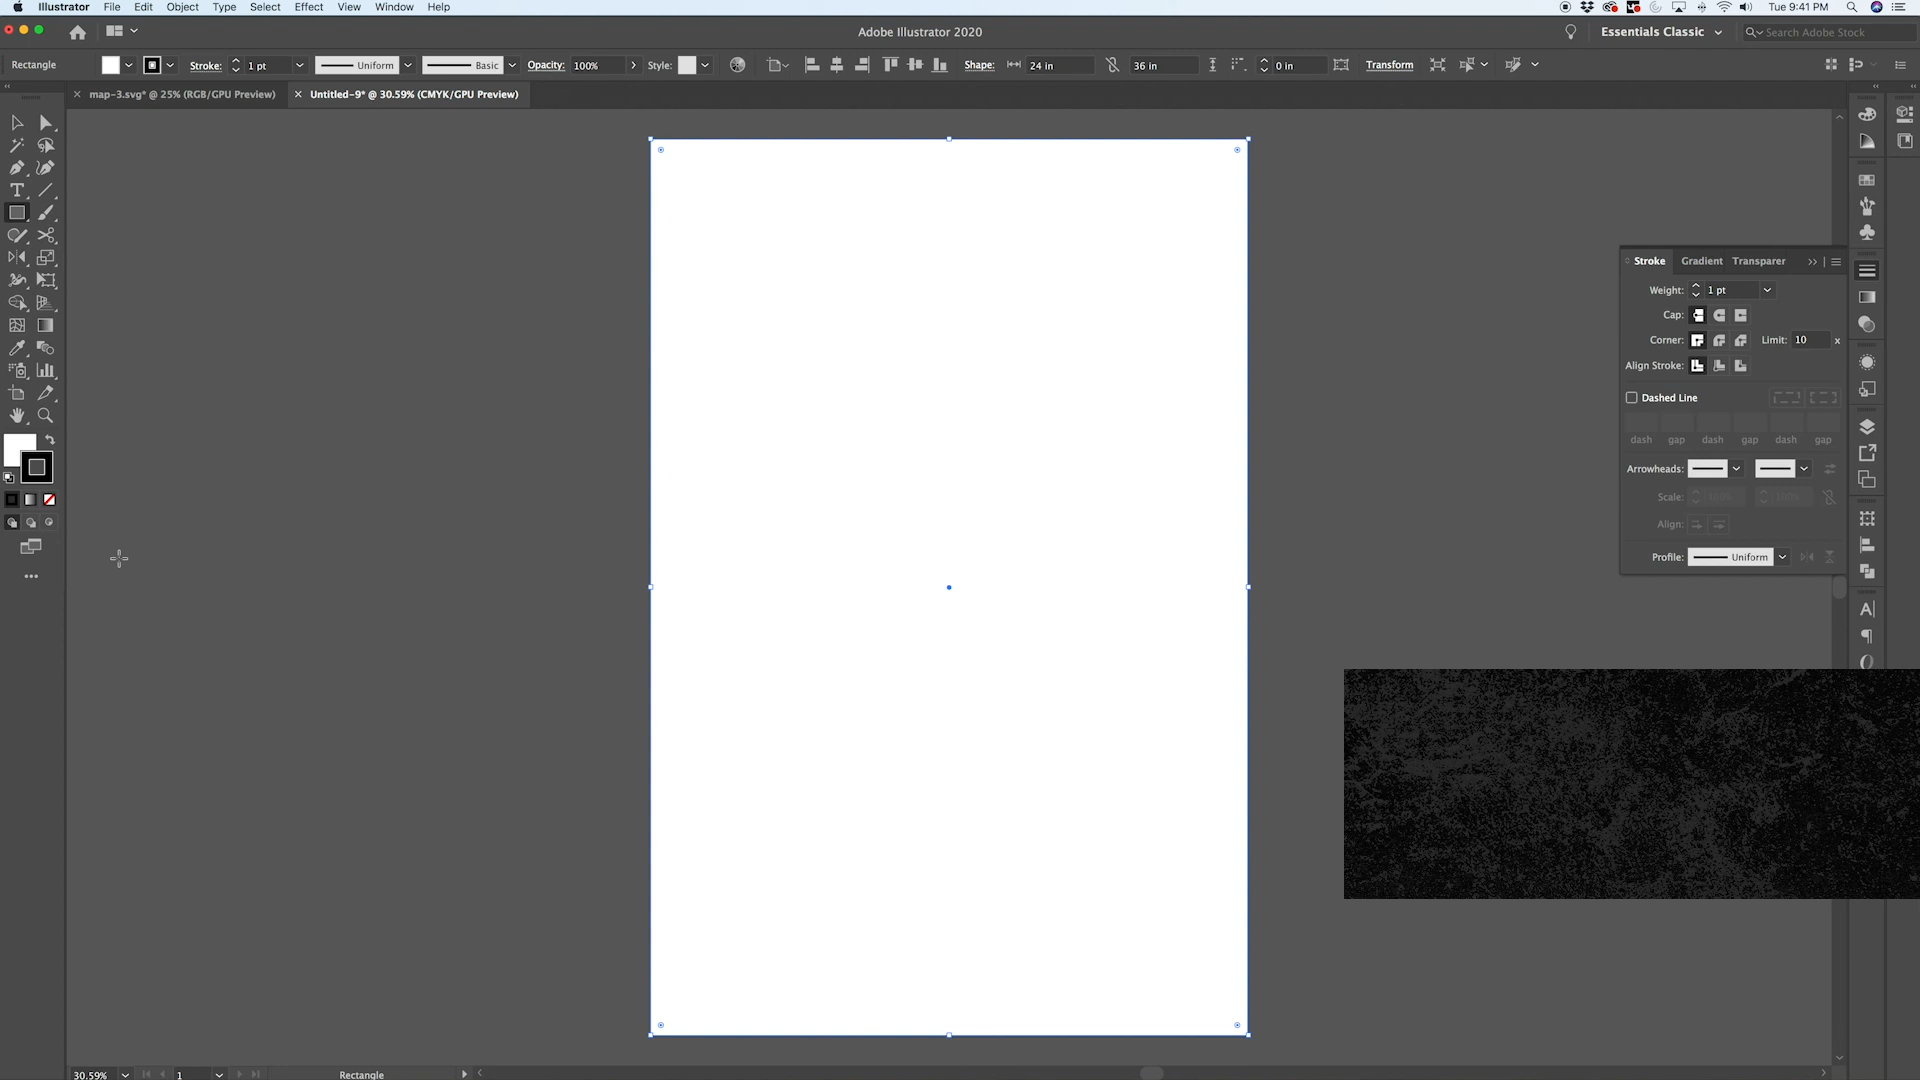 Illustrator File Edit Object Type Select Effect View Window Help Tue 9:41 PM
Adobe Illustrator 2020 Essentials Classic Search Adobe Stock
Rectangle Stroke: 1 pt Uniform Basic Opacity: 100% Style: Shape: 24 in 36 in 0 in Transform
map-3.svg* @ 25% (RGB/GPU Preview) Untitled-9* @ 30.59% (CMYK/GPU Preview)
Stroke Gradient Transparer
Weight: 1 pt
Cap:
Corner: Limit: 10 x
Align Stroke:
Dashed Line
dash gap dash gap dash gap
Arrowheads:
Scale: 100% 100%
Align:
Profile: Uniform
30.59% 1 Rectangle